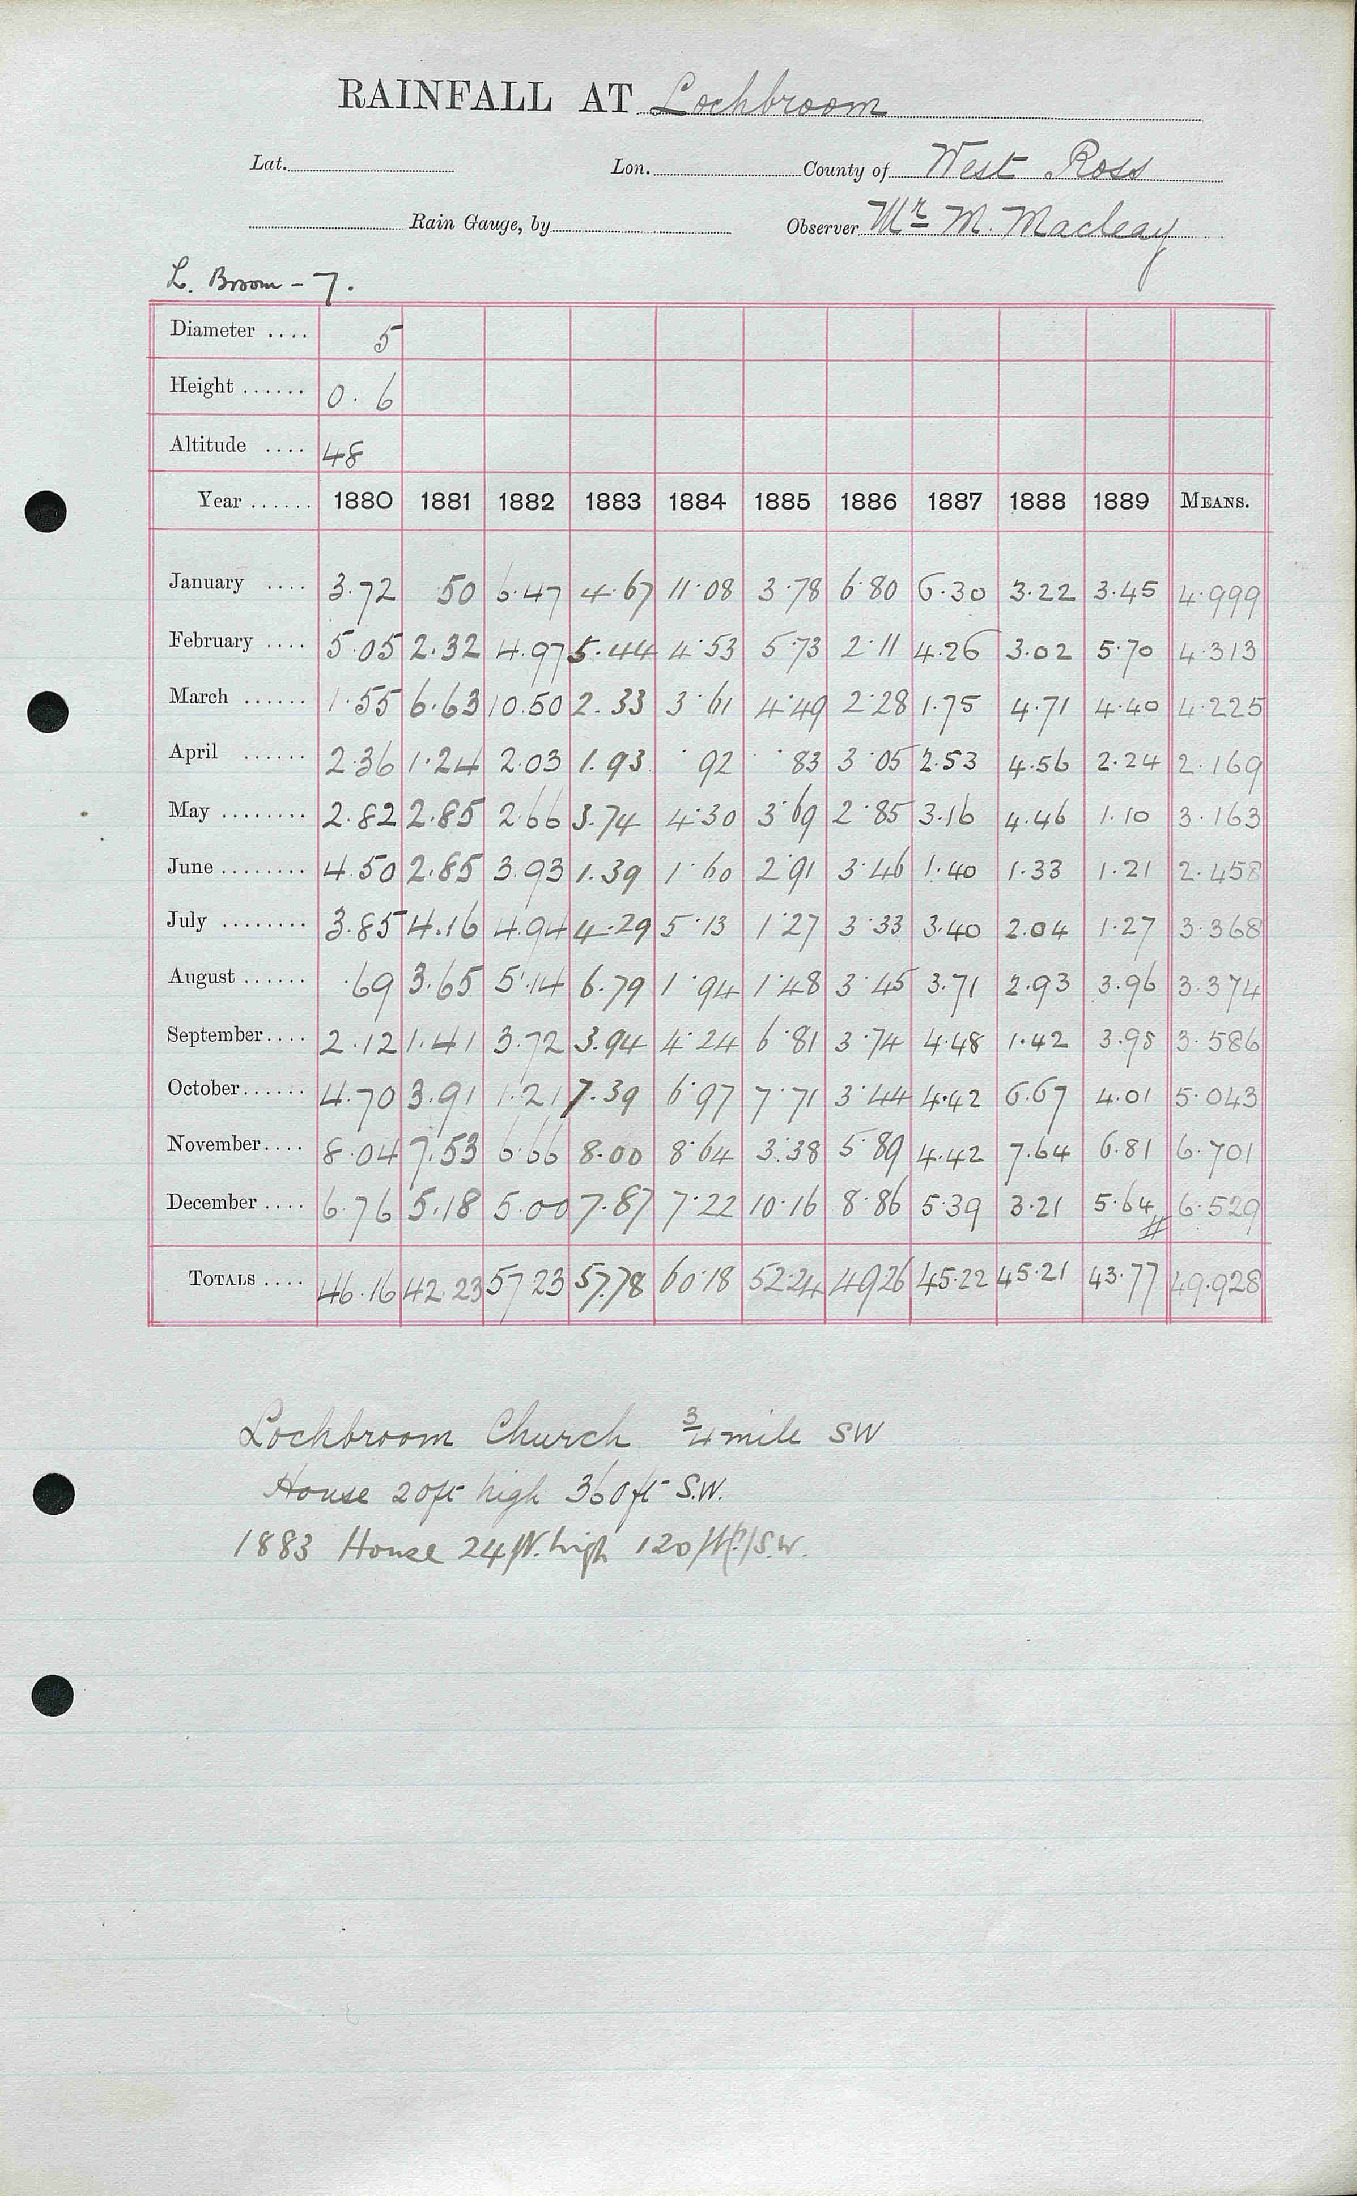 RAINFALL AT Lochbroom
Lat. Lon. County of West Ross
Rain Gauge, by Observer Mr M. Macleay
L. Broom - 7.
Diameter .... 5
Height ...... 0. 6
Altitude .... 48
Year ...... 1880 1881 1882 1883 1884 1885 1886 1887 1888 1889 MEANS.
January .... 3.72 .50 6.47 4.67 11.08 3.78 6.80 6.30 3.22 3.45 4.999
February .... 5.05 2.32 4.97 5.44 4.53 5.73 2.11 4.26 3.02 5.70 4.313
March ...... 1.55 6.63 10.50 2.33 3.61 4.49 2.28 1.75 4.71 4.40 4.225
April ...... 2.36 1.24 2.03 1.93 .92 .83 3.05 2.53 4.56 2.24 2.169
May ........ 2.82 2.85 2.66 3.74 4.30 3.69 2.85 3.16 4.46 1.10 3.163
June ........ 4.50 2.85 3.93 1.39 1.60 2.91 3.46 1.40 1.33 1.21 2.458
July ........ 3.85 4.16 4.94 4.29 5.13 1.27 3.33 3.40 2.04 1.27 3.368
August ...... .69 3.65 5.14 6.79 1.94 1.48 3.45 3.71 2.93 3.96 3.374
September.... 2.12 1.41 3.72 3.94 4.24 6.81 3.74 4.48 1.42 3.98 3.586
October...... 4.70 3.91 1.21 7.39 6.97 7.71 3.44 4.42 6.67 4.01 5.043
November.... 8.04 7.53 6.66 8.00 8.64 3.38 5.89 4.42 7.64 6.81 6.701
December .... 6.76 5.18 5.00 7.87 7.22 10.16 8.86 5.39 3.21 5.64 6.529
TOTALS .... 46.16 42.23 57.23 57.78 60.18 52.24 49.26 45.22 45.21 43.77 49.928
Lochbroom Church 3/4 mile SW
House 20ft high 360ft S.W.
1883 House 24ft. high 120ft S.W.